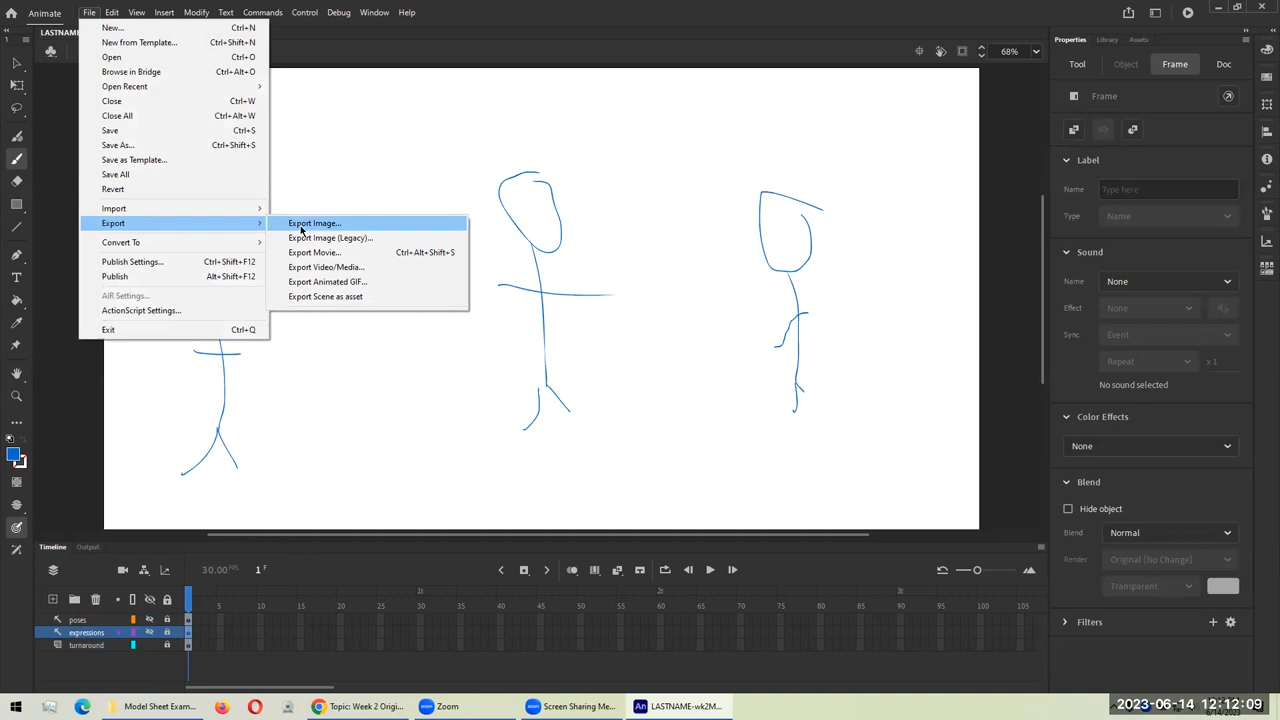 Animate File Edit View Insert Modify Text Commands Control Debug Window Help
LASTNAME
68%
New... Ctrl+N
New from Template... Ctrl+Shift+N
Open Ctrl+O
Browse in Bridge Ctrl+Alt+O
Open Recent
Close Ctrl+W
Close All Ctrl+Alt+W
Save Ctrl+S
Save As... Ctrl+Shift+S
Save as Template...
Save All
Revert
Import
Export
Convert To
Publish Settings... Ctrl+Shift+F12
Publish Alt+Shift+F12
AIR Settings...
ActionScript Settings...
Exit Ctrl+Q
Export Image...
Export Image (Legacy)...
Export Movie... Ctrl+Alt+Shift+S
Export Video/Media...
Export Animated GIF...
Export Scene as asset
Properties Library Assets
Tool Object Frame Doc
Frame
Label
Name Type here
Type Name
Sound
Name None
Effect None
Sync Event
Repeat x 1
No sound selected
Color Effects
None
Blend
Hide object
Blend Normal
Render Original (No Change)
Transparent
Filters
Timeline Output
30.00 FPS 1 F
1s 2s 3s
5 10 15 20 25 30 35 40 45 50 55 60 65 70 75 80 85 90 95 100 105
poses
expressions
turnaround
Model Sheet Exam...
Topic: Week 2 Origi...
Zoom
Screen Sharing Me...
An LASTNAME-wk2M...
2023-06-14 12:12:09